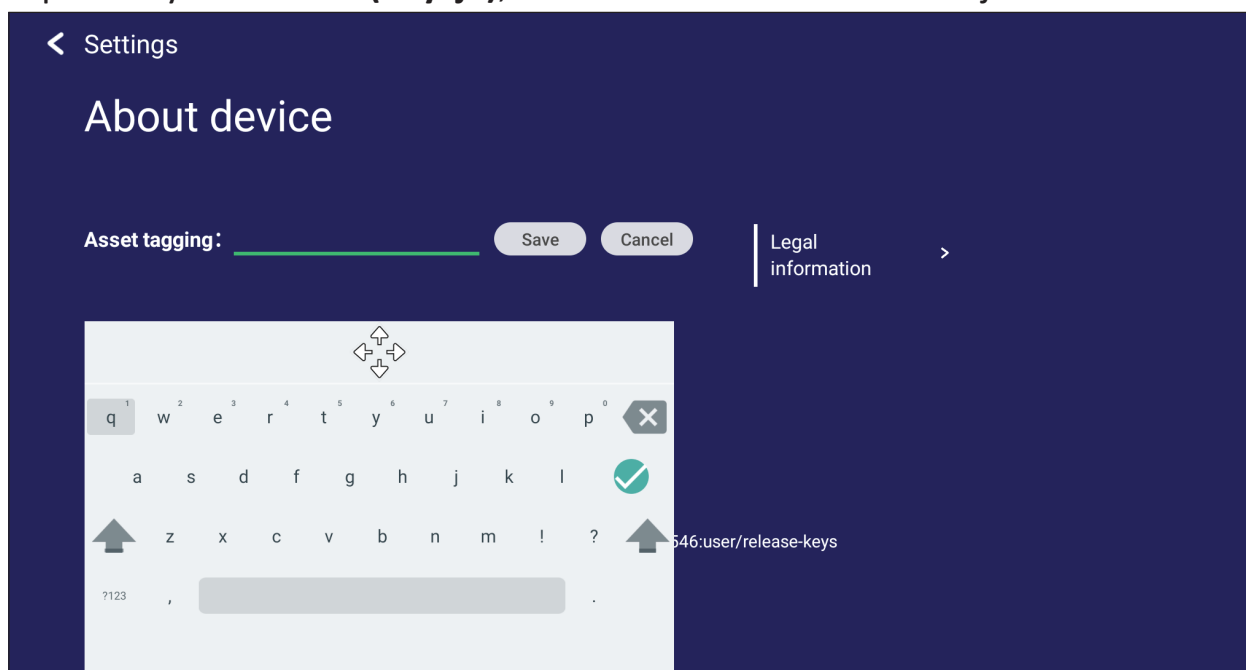 Settings
About device
Asset tagging:
Save
Cancel
Legal
information
q 1 w 2 e 3 r 4 t 5 y 6 u 7 i 8 o 9 p 0
a s d f g h j k l
z x c v b n m ! ?
546:user/release-keys
?123 , .